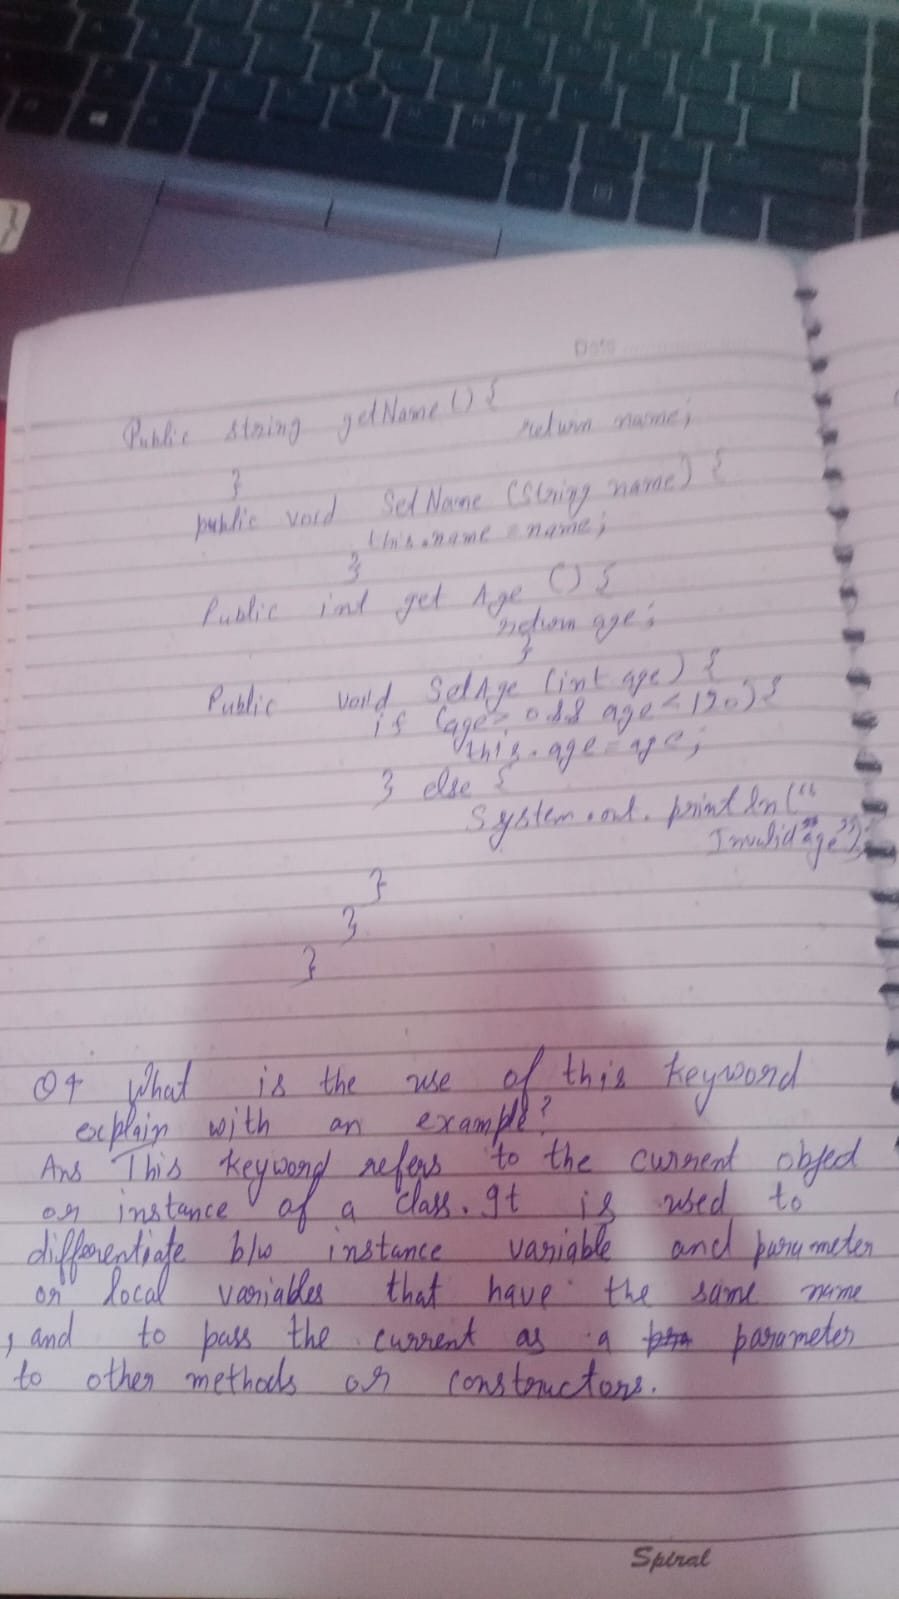 Date
Public string getName () {
return name;
}
public void SetName (String name) {
this.name = name;
}
Public int get Age () {
return age;
}
Public void SetAge (int age) {
if (age > 0 && age < 120) {
this.age = age;
} else {
System.out.println("
Invalid age");
}
}
}
Q4 What is the use of this keyword
explain with an example?
Ans This keyword refers to the current object
or instance of a class. It is used to
differentiate b/w instance variable and parameter
or local variables that have the same name
, and to pass the current as a parameter
to other methods or constructors.
Spiral